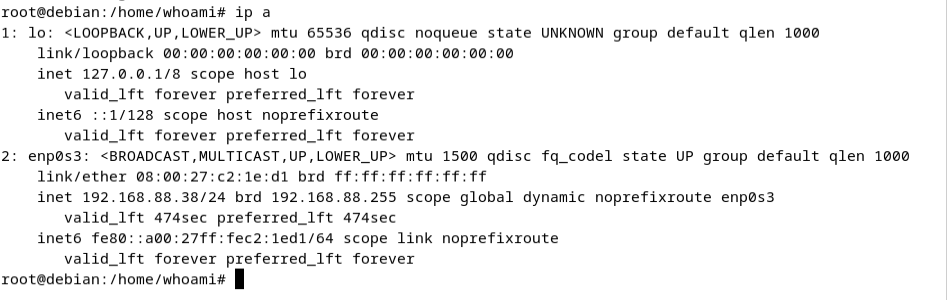 root@debian:/home/whoami# ip a
1: lo: <LOOPBACK,UP,LOWER_UP> mtu 65536 qdisc noqueue state UNKNOWN group default qlen 1000
    link/loopback 00:00:00:00:00:00 brd 00:00:00:00:00:00
    inet 127.0.0.1/8 scope host lo
       valid_lft forever preferred_lft forever
    inet6 ::1/128 scope host noprefixroute
       valid_lft forever preferred_lft forever
2: enp0s3: <BROADCAST,MULTICAST,UP,LOWER_UP> mtu 1500 qdisc fq_codel state UP group default qlen 1000
    link/ether 08:00:27:c2:1e:d1 brd ff:ff:ff:ff:ff:ff
    inet 192.168.88.38/24 brd 192.168.88.255 scope global dynamic noprefixroute enp0s3
       valid_lft 474sec preferred_lft 474sec
    inet6 fe80::a00:27ff:fec2:1ed1/64 scope link noprefixroute
       valid_lft forever preferred_lft forever
root@debian:/home/whoami#